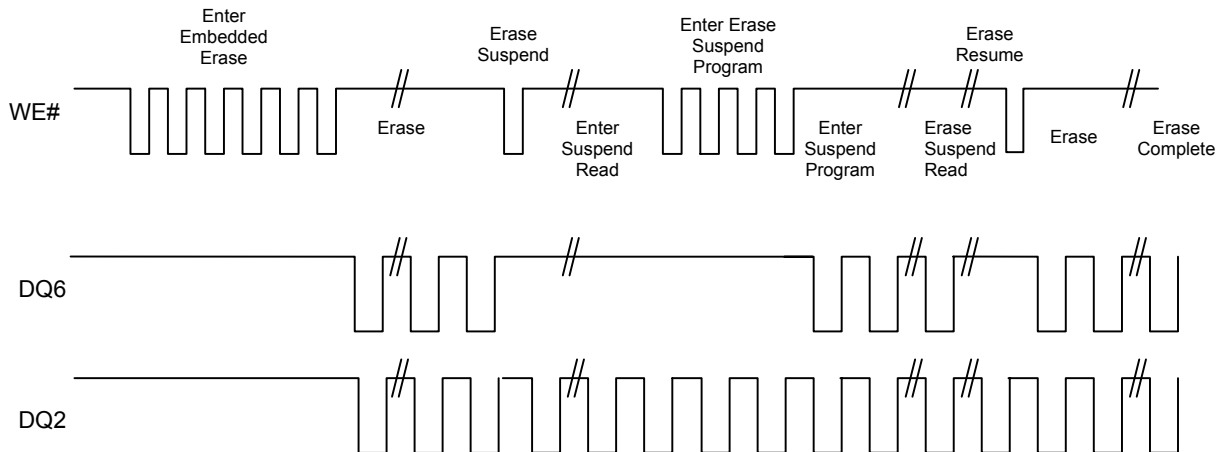 Enter
Embedded
Erase
Erase
Suspend
Enter Erase
Suspend
Program
Erase
Resume
WE#
Erase
Enter
Suspend
Read
Enter
Suspend
Program
Erase
Suspend
Read
Erase
Erase
Complete
DQ6
DQ2